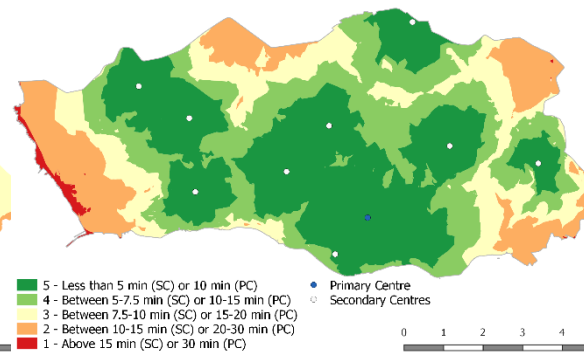 5 - Less than 5 min (SC) or 10 min (PC)
4 - Between 5-7.5 min (SC) or 10-15 min (PC)
3 - Between 7.5-10 min (SC) or 15-20 min (PC)
2 - Between 10-15 min (SC) or 20-30 min (PC)
1 - Above 15 min (SC) or 30 min (PC)
Primary Centre
Secondary Centres
0 1 2 3 4